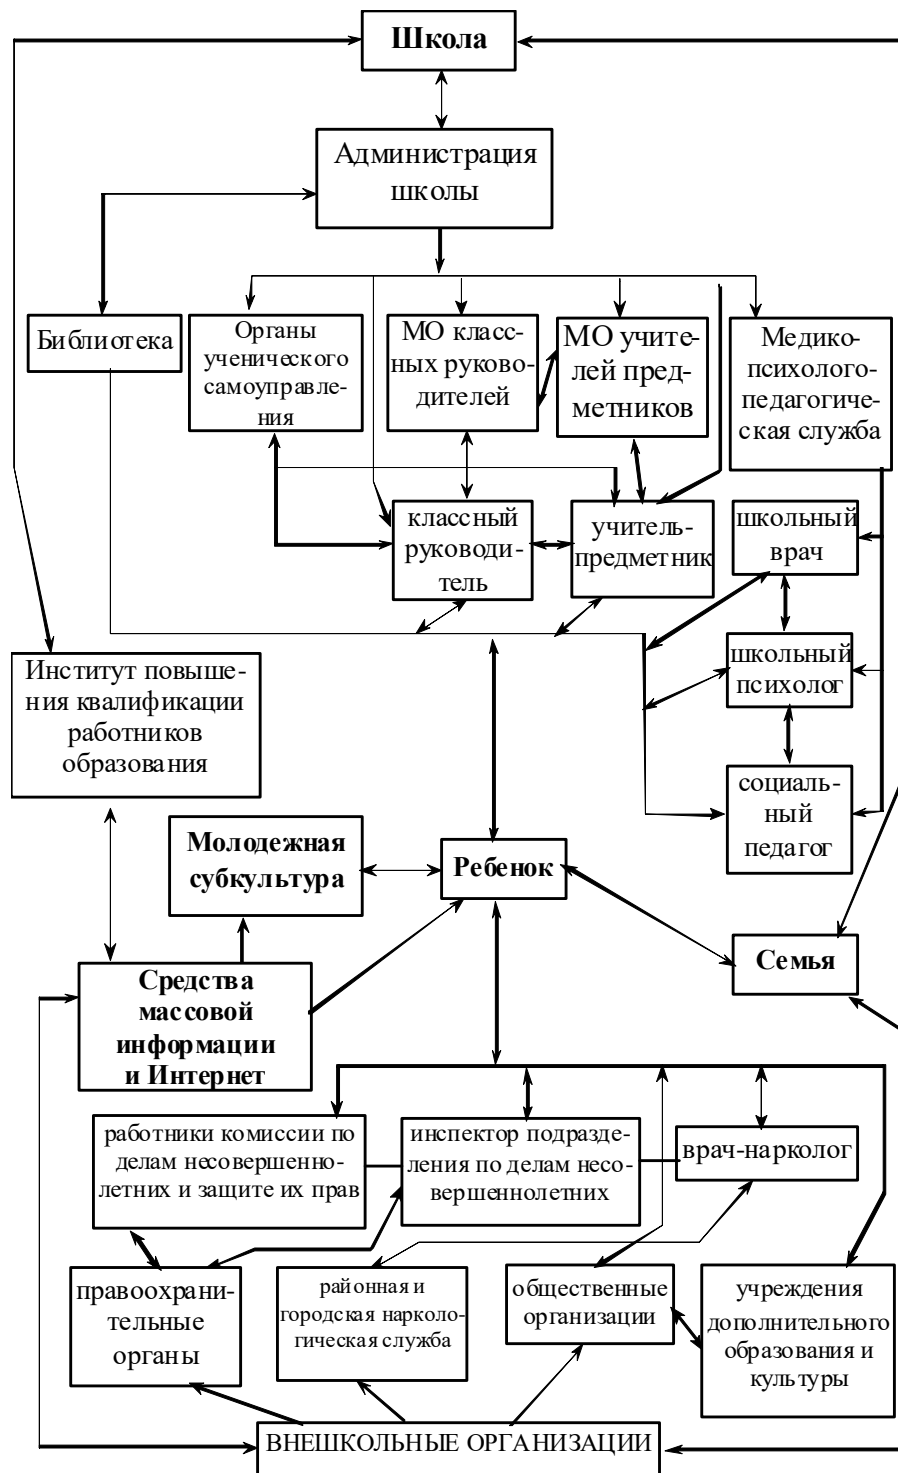 Школа
Администрация
школы
Библиотека
Органы
ученического
самоуправле-
ния
МО класс-
ных руково-
дителей
МО учите-
лей пред-
метников
Медико-
психолого-
педагогиче-
ская служба
классный
руководи-
тель
учитель-
предметник
школьный
врач
школьный
психолог
социаль-
ный
педагог
Институт повыше-
ния квалификации
работников
образования
Молодежная
субкультура
Ребенок
Семья
Средства
массовой
информации
и Интернет
работники комиссии по
делам несовершенно-
летних и защите их прав
инспектор подразде-
ления по делам несо-
вершеннолетних
врач-нарколог
правоохрани-
тельные
органы
районная и
городская нарколо-
гическая служба
общественные
организации
учреждения
дополнительного
образования и
культуры
ВНЕШКОЛЬНЫЕ ОРГАНИЗАЦИИ